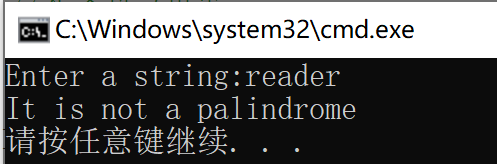 C:\Windows\system32\cmd.exe
Enter a string:reader
It is not a palindrome
请按任意键继续. . .